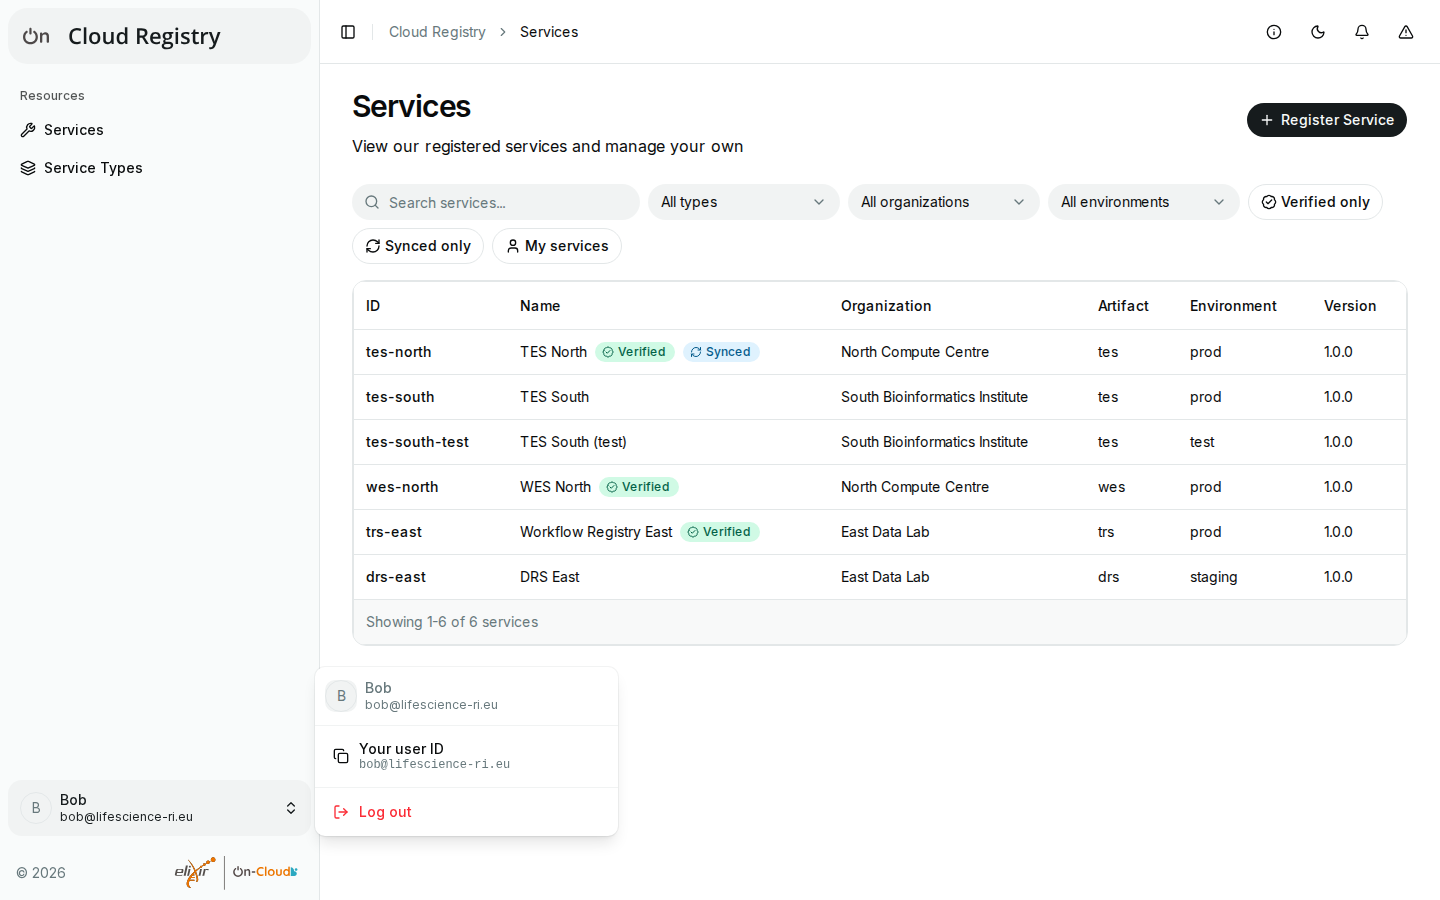 On Cloud Registry
Resources
Services
Service Types
Cloud Registry > Services
Services
View our registered services and manage your own
Register Service
Search services...
All types
All organizations
All environments
Verified only
Synced only
My services
ID Name Organization Artifact Environment Version
tes-north TES North Verified Synced North Compute Centre tes prod 1.0.0
tes-south TES South South Bioinformatics Institute tes prod 1.0.0
tes-south-test TES South (test) South Bioinformatics Institute tes test 1.0.0
wes-north WES North Verified North Compute Centre wes prod 1.0.0
trs-east Workflow Registry East Verified East Data Lab trs prod 1.0.0
drs-east DRS East East Data Lab drs staging 1.0.0
Showing 1-6 of 6 services
B Bob
bob@lifescience-ri.eu
Your user ID
bob@lifescience-ri.eu
Log out
B Bob
bob@lifescience-ri.eu
© 2026
elixir On-Cloud